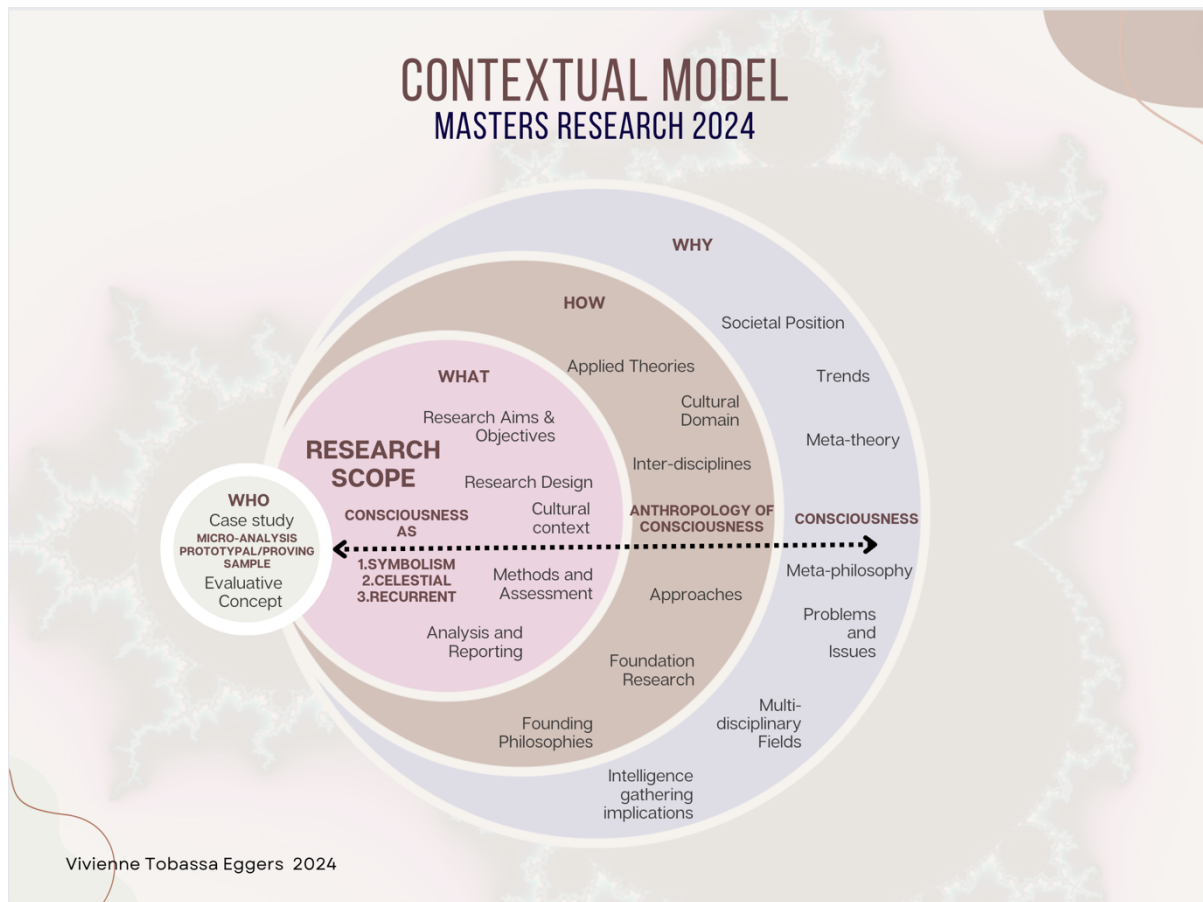 CONTEXTUAL MODEL
MASTERS RESEARCH 2024
WHY
Societal Position
Trends
Meta-theory
CONSCIOUSNESS
Meta-philosophy
Problems
and
Issues
Multi-
disciplinary
Fields
Intelligence
gathering
implications
HOW
Applied Theories
Cultural
Domain
Inter-disciplines
ANTHROPOLOGY OF
CONSCIOUSNESS
Approaches
Foundation
Research
Founding
Philosophies
WHAT
Research Aims &
Objectives
RESEARCH
SCOPE
Research Design
CONSCIOUSNESS
AS
Cultural
context
1.SYMBOLISM
2.CELESTIAL
3.RECURRENT
Methods and
Assessment
Analysis and
Reporting
WHO
Case study
MICRO-ANALYSIS
PROTOTYPAL/PROVING
SAMPLE
Evaluative
Concept
Vivienne Tobassa Eggers 2024